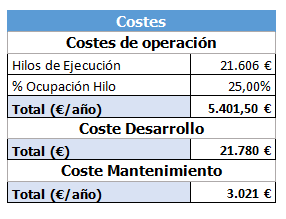 Costes
Costes de operación
Hilos de Ejecución 21.606 €
% Ocupación Hilo 25,00%
Total (€/año) 5.401,50 €
Coste Desarrollo
Total (€) 21.780 €
Coste Mantenimiento
Total (€/año) 3.021 €